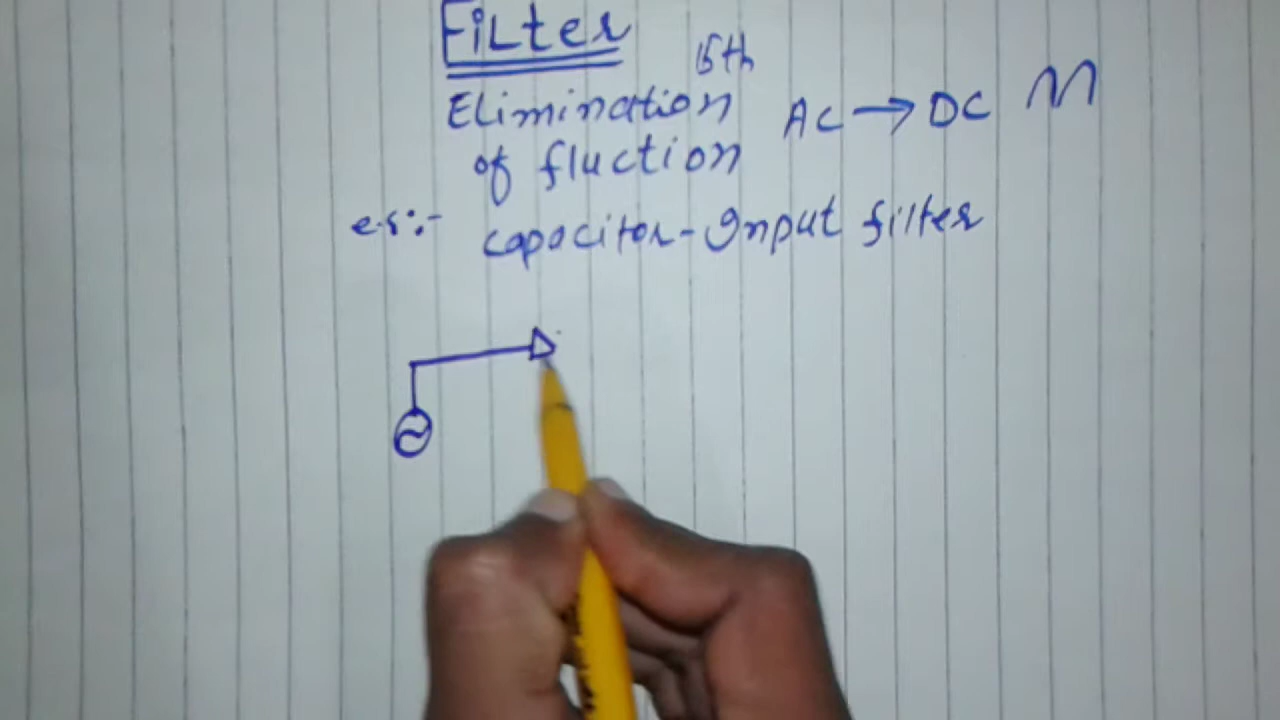 Filter
15th
Elimination AC → DC
of fluction
capacitor-Input filter